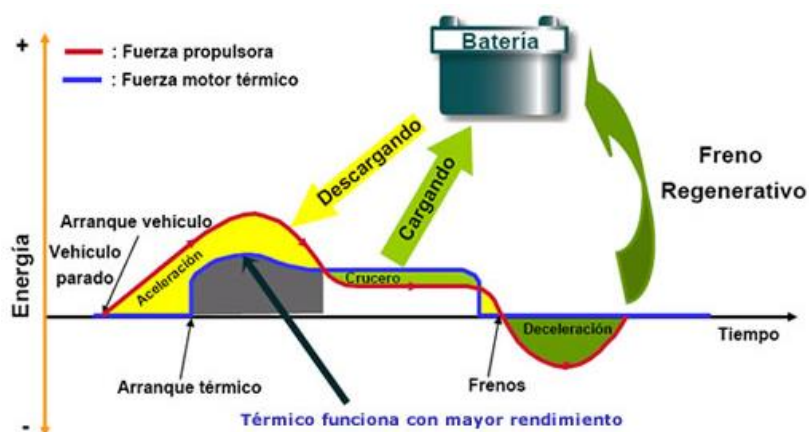 +
: Fuerza propulsora
: Fuerza motor térmico
Batería
Descargando
Cargando
Freno
Regenerativo
Arranque vehículo
Vehículo
parado
Aceleración
Crucero
Energía
Deceleración
Tiempo
Arranque térmico
Frenos
-
Térmico funciona con mayor rendimiento